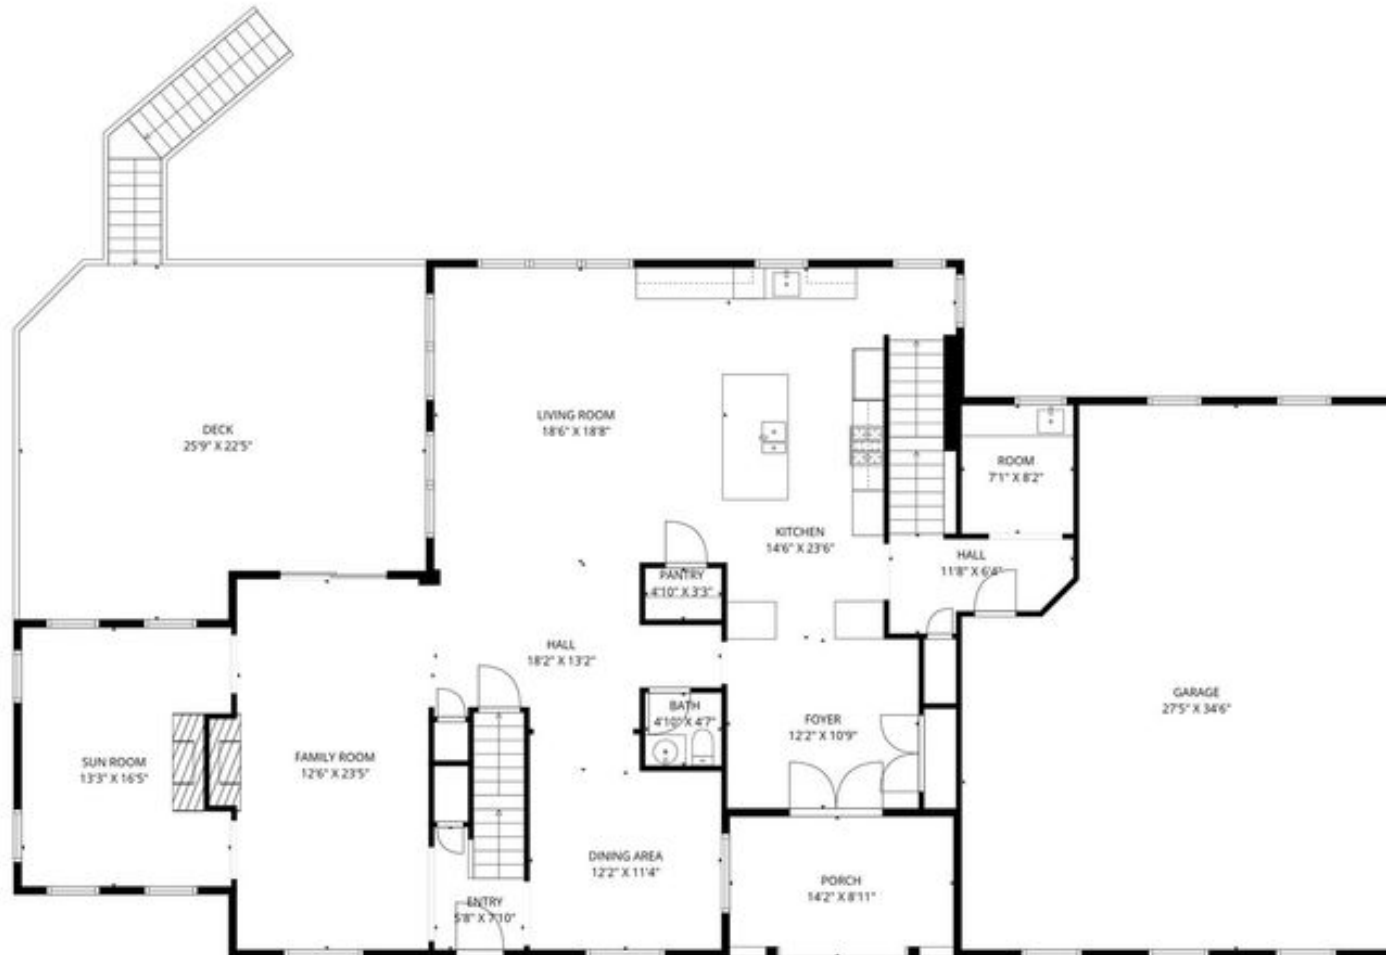 DECK
25'9" X 22'5"
LIVING ROOM
18'6" X 18'8"
ROOM
7'1" X 8'2"
KITCHEN
14'6" X 23'6"
HALL
11'8" X 6'4"
PANTRY
4'10" X 3'3"
HALL
18'2" X 13'2"
GARAGE
27'5" X 34'6"
BATH
4'10" X 4'7"
FOYER
12'2" X 10'9"
SUN ROOM
13'3" X 16'5"
FAMILY ROOM
12'6" X 23'5"
DINING AREA
12'2" X 11'4"
PORCH
14'2" X 8'11"
ENTRY
5'8" X 7'10"